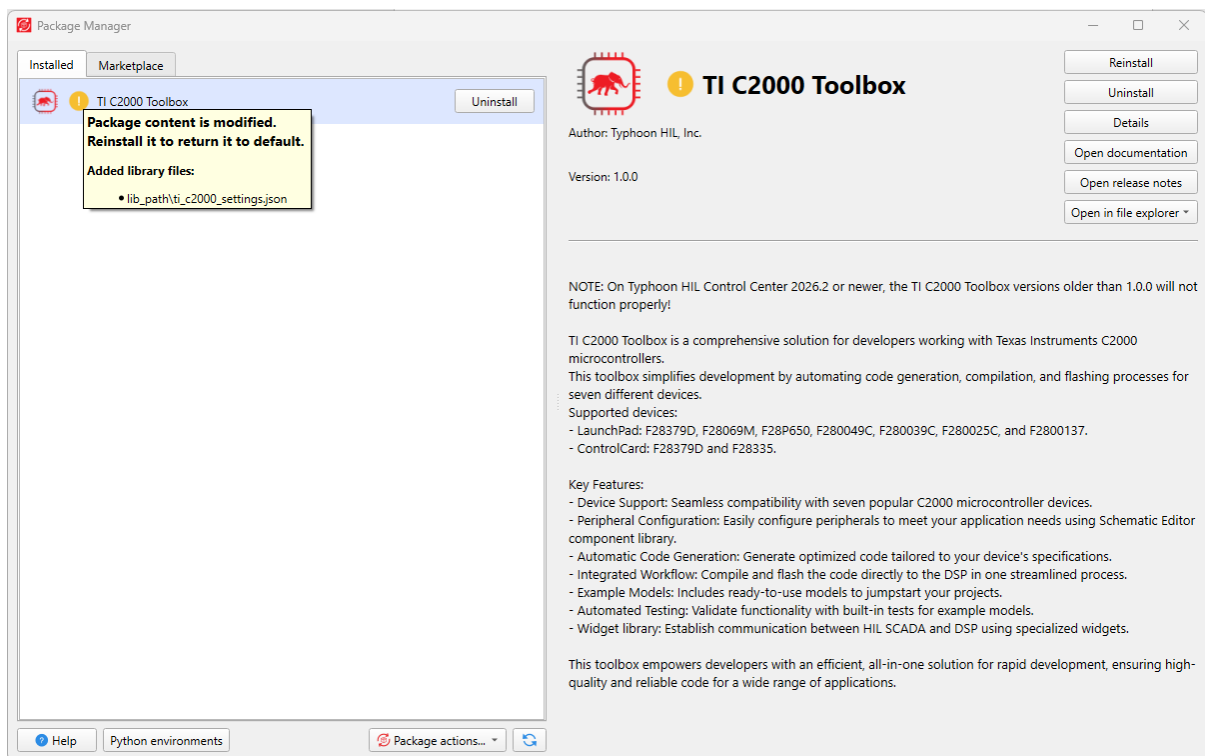 Package Manager
Installed
Marketplace
TI C2000 Toolbox
Uninstall
Package content is modified.
Reinstall it to return it to default.
Added library files:
• lib_path\ti_c2000_settings.json
Help
Python environments
Package actions...
TI C2000 Toolbox
Author: Typhoon HIL, Inc.
Version: 1.0.0
Reinstall
Uninstall
Details
Open documentation
Open release notes
Open in file explorer
NOTE: On Typhoon HIL Control Center 2026.2 or newer, the TI C2000 Toolbox versions older than 1.0.0 will not
function properly!
TI C2000 Toolbox is a comprehensive solution for developers working with Texas Instruments C2000
microcontrollers.
This toolbox simplifies development by automating code generation, compilation, and flashing processes for
seven different devices.
Supported devices:
- LaunchPad: F28379D, F28069M, F28P650, F280049C, F280039C, F280025C, and F2800137.
- ControlCard: F28379D and F28335.
Key Features:
- Device Support: Seamless compatibility with seven popular C2000 microcontroller devices.
- Peripheral Configuration: Easily configure peripherals to meet your application needs using Schematic Editor
component library.
- Automatic Code Generation: Generate optimized code tailored to your device's specifications.
- Integrated Workflow: Compile and flash the code directly to the DSP in one streamlined process.
- Example Models: Includes ready-to-use models to jumpstart your projects.
- Automated Testing: Validate functionality with built-in tests for example models.
- Widget library: Establish communication between HIL SCADA and DSP using specialized widgets.
This toolbox empowers developers with an efficient, all-in-one solution for rapid development, ensuring high-
quality and reliable code for a wide range of applications.